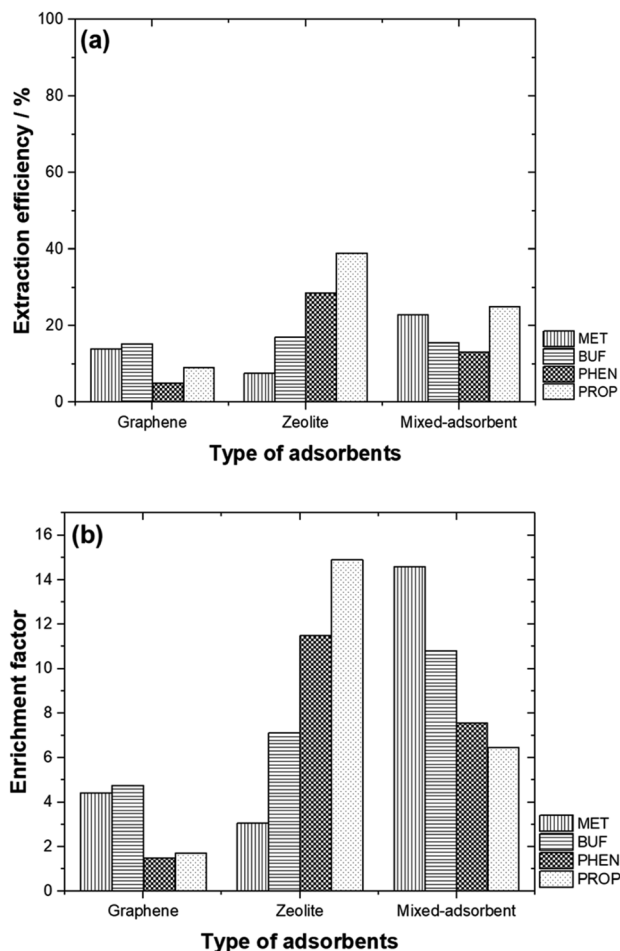 (a)
Extraction efficiency / %
100
80
60
40
20
0
Graphene Zeolite Mixed-adsorbent
Type of adsorbents
MET
BUF
PHEN
PROP
(b)
Enrichment factor
16
14
12
10
8
6
4
2
0
Graphene Zeolite Mixed-adsorbent
Type of adsorbents
MET
BUF
PHEN
PROP